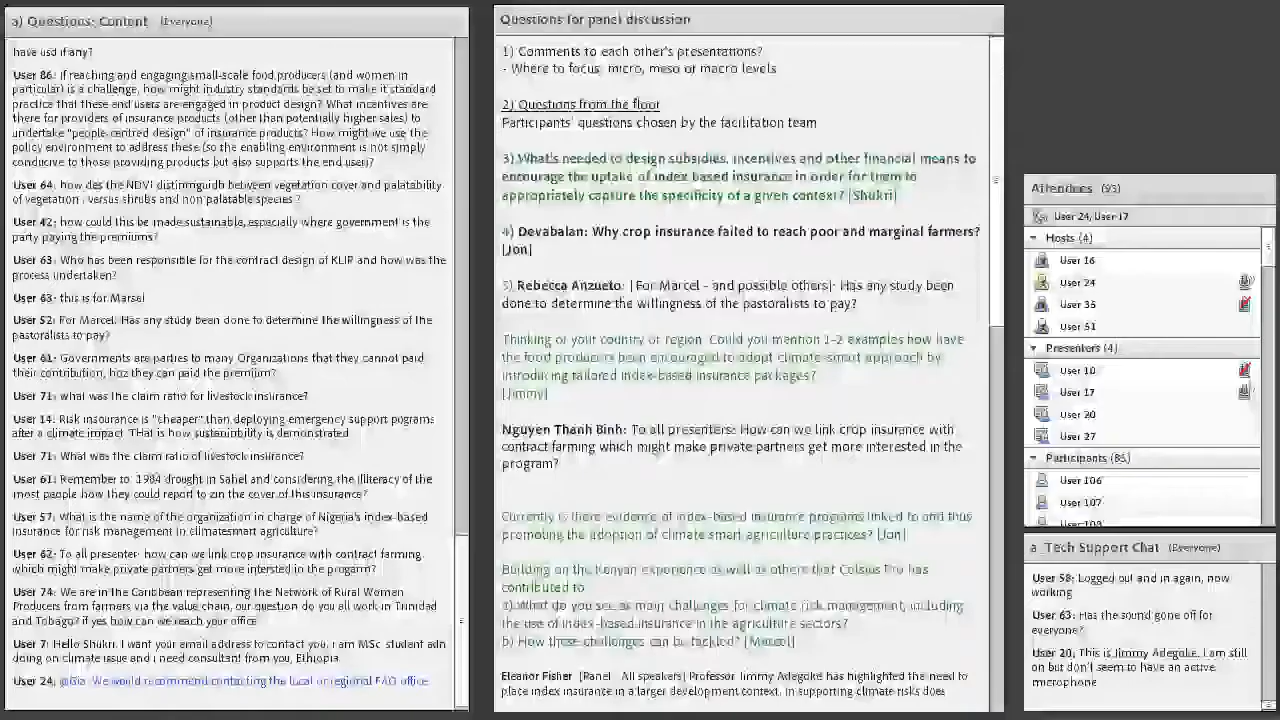 a) Questions: Content (Everyone)
have usd if any?
User 86: if reaching and engaging small-scale food producers (and women in
particular) is a challenge, how might industry standards be set to make it standard
practice that these end users are engaged in product design? What incentives are
there for providers of insurance products (other than potentially higher sales) to
undertake "people-centred design" of insurance products? How might we use the
policy environment to address these (so the enabling environment is not simply
conducive to those providing products but also supports the end user)?
User 64: how des the NDVI distinmguidh between vegetation cover and palatability
of vegetation . versus shrubs and non palatable species ?
User 42: how could this be made sustainable, especially where government is the
party paying the premiums?
User 63: Who has been responsible for the contract design of KLIP and how was the
process undertaken?
User 63: this is for Marsel
User 52: For Marcel: Has any study been done to determine the willngness of the
pastoralists to pay?
User 61: Governments are parties to many Organizations that they cannot paid
their contribution, hoz they can paid the premium?
User 71: what was the claim ratio for livestock insurance?
User 14: Risk insourance is "cheaper" than deploying emergency support pograms
after a climate impact. THat is how sustainibility is demonstrated
User 71: What was the claim ratio of livestock insurance?
User 61: Remember to 1984 drought in Sahel and considering the illiteracy of the
most people how they could report to zin the cover of this insurance?
User 57: What is the name of the organization in charge of Nigeria's index-based
insurance for risk management in climatesmart agriculture?
User 62: To all presenter: how can we link crop insurance with contract farming
which might make private partners get more intersted in the progarm?
User 74: We are in the Caribbean representing the Network of Rural Women
Producers from farmers via the value chain, our question do you all work in Trinidad
and Tobago? if yes how can we reach your office
User 7: Hello Shukri. I want your email address to contact you. i am MSc student adn
doing on climate issue and i need consultant from you, Ethiopia
User 24: @Gia: We would recommend contacting the local or regional FAO office
Questions for panel discussion
1) Comments to each other's presentations?
- Where to focus: micro, meso or macro levels
2) Questions from the floor
Participants' questions chosen by the facilitation team
3) What's needed to design subsidies, incentives and other financial means to
encourage the uptake of index based insurance in order for them to
appropriately capture the specificity of a given context? [Shukri]
4) Devabalan: Why crop insurance failed to reach poor and marginal farmers?
[Jon]
5) Rebecca Anzueto: [For Marcel - and possible others]: Has any study been
done to determine the willingness of the pastoralists to pay?
Thinking or your country or region. Could you mention 1-2 examples how have
the food producers been encouraged to adopt climate-smart approach by
introducing tailored index-based insurance packages?
[Jimmy]
Nguyen Thanh Binh: To all presenters: How can we link crop insurance with
contract farming which might make private partners get more interested in the
program?
Currently is there evidence of index-based insurance programs linked to and thus
promoting the adoption of climate smart agriculture practices? [Jon]
Building on the Kenyan experience as well as others that Celsius Pro has
contributed to
a) What do you see as main challenges for climate risk management, including
the use of index-based insurance in the agriculture sectors?
b) How these challenges can be tackled? [Marcel]
Eleanor Fisher [Panel All speakers] Professor Jimmy Adegoke has highlighted the need to
place index insurance in a larger development context, in supporting climate risks does
Attendees (93)
User 24, User 17
Hosts (4)
User 16
User 24
User 35
User 51
Presenters (4)
User 10
User 17
User 20
User 27
Participants (85)
User 106
User 107
a Tech Support Chat (Everyone)
User 58: Logged out and in again, now
working
User 63: Has the sound gone off for
everyone?
User 20: This is Jimmy Adegoke. I am still
on but don't seem to have an active
microphone